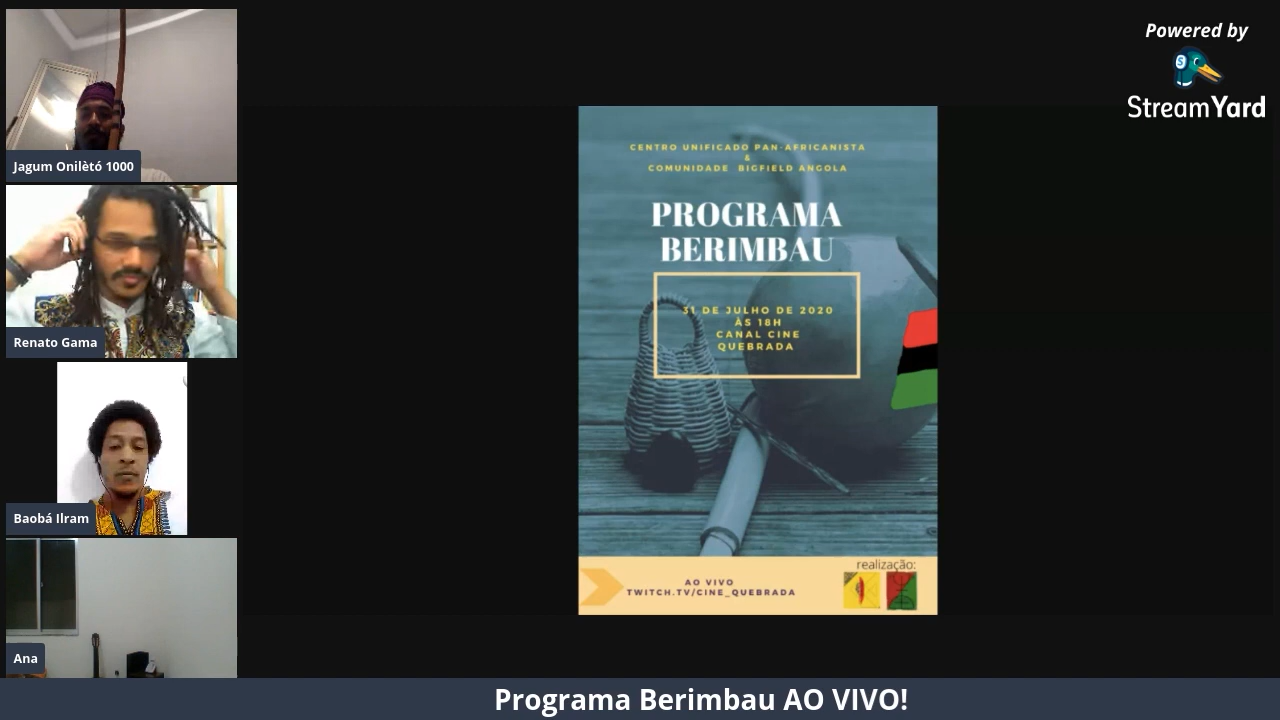 Powered by
StreamYard
Jagum Onilètó 1000
Renato Gama
Baobá Ilram
Ana
CENTRO UNIFICADO PAN-AFRICANISTA
&
COMUNIDADE BIGFIELD ANGOLA
PROGRAMA
BERIMBAU
31 DE JULHO DE 2020
ÀS 18H
CANAL CINE
QUEBRADA
realização:
AO VIVO
TWITCH.TV/CINE_QUEBRADA
Programa Berimbau AO VIVO!